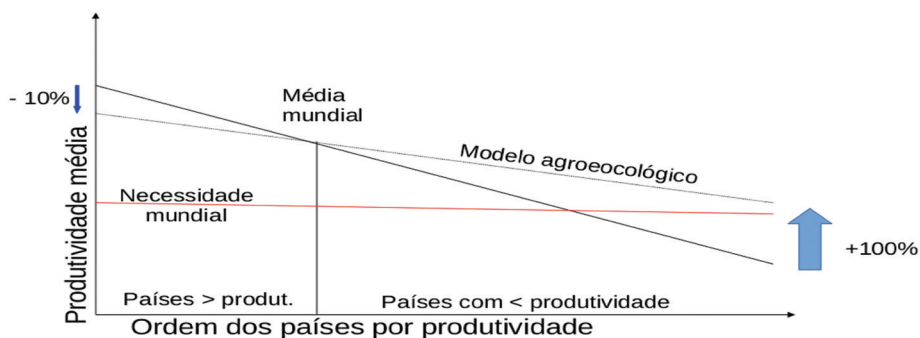 - 10%
Produtividade média
Média
mundial
Modelo agroeocológico
Necessidade
mundial
+100%
Países > produt.
Países com < produtividade
Ordem dos países por produtividade